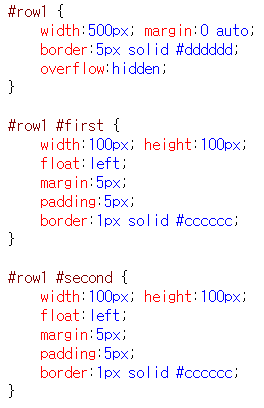 #row1 {
    width:500px; margin:0 auto;
    border:5px solid #dddddd;
    overflow:hidden;
}

#row1 #first {
    width:100px; height:100px;
    float:left;
    margin:5px;
    padding:5px;
    border:1px solid #cccccc;
}

#row1 #second {
    width:100px; height:100px;
    float:left;
    margin:5px;
    padding:5px;
    border:1px solid #cccccc;
}